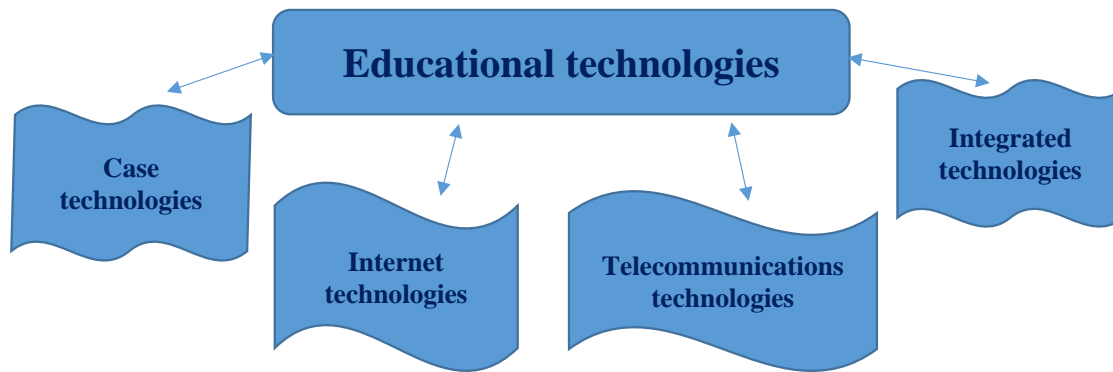 Educational technologies
Case
technologies
Internet
technologies
Telecommunications
technologies
Integrated
technologies